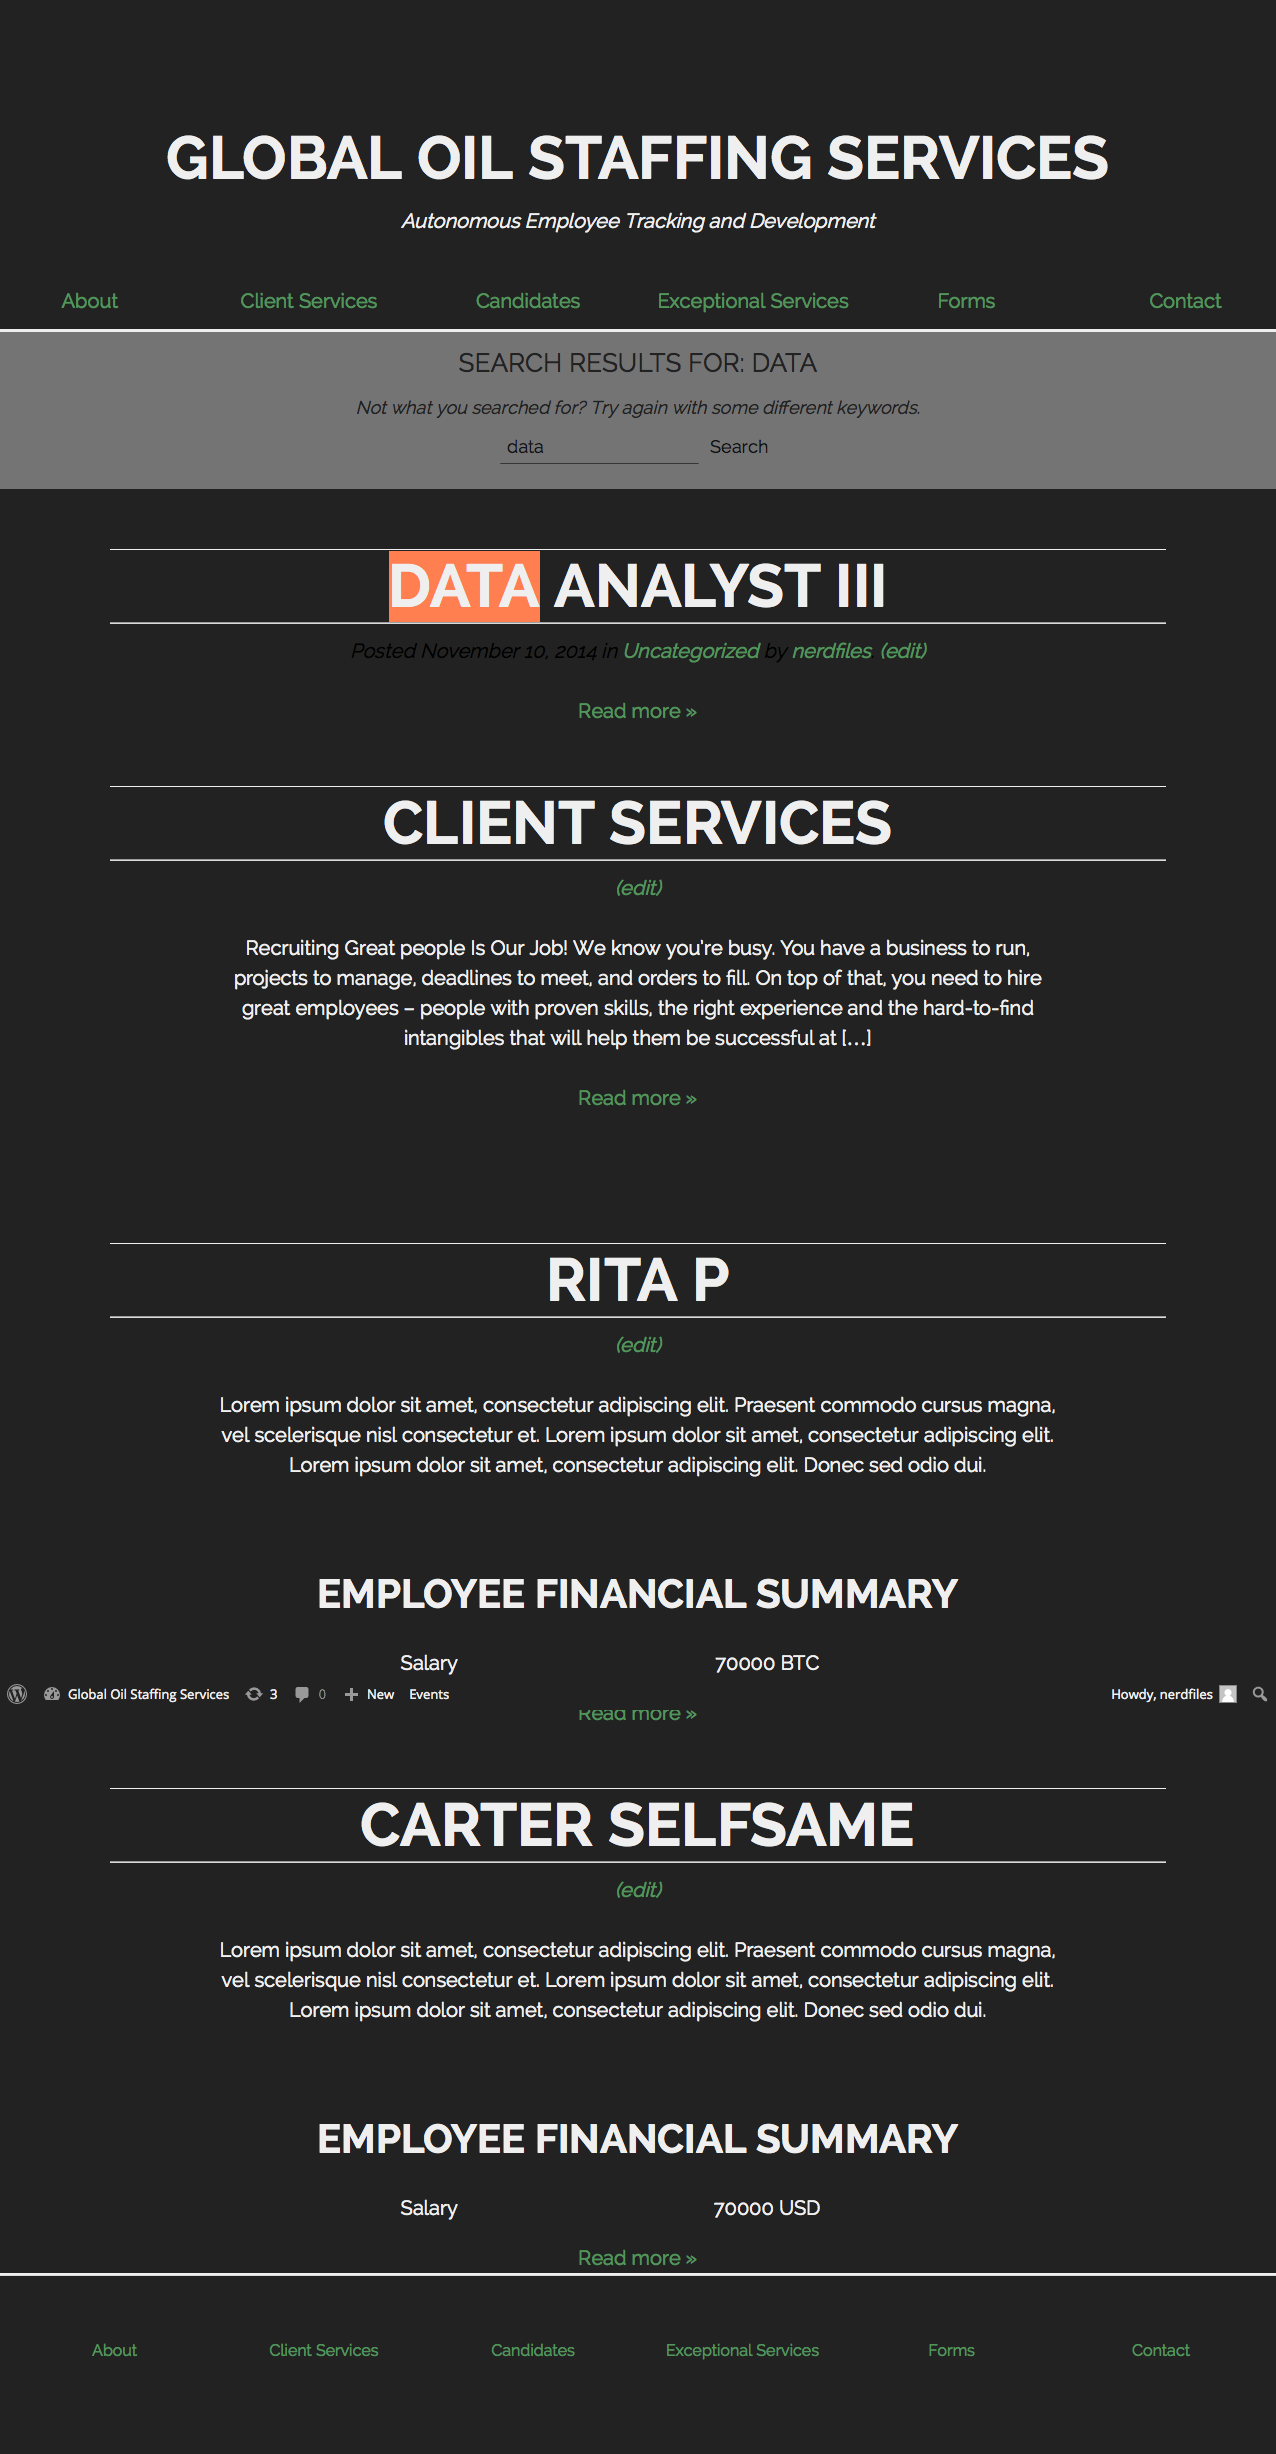 GLOBAL OIL STAFFING SERVICES
Autonomous Employee Tracking and Development
About Client Services Candidates Exceptional Services Forms Contact
SEARCH RESULTS FOR: DATA
Not what you searched for? Try again with some different keywords.
data Search
DATA ANALYST III
Posted November 10, 2014 in Uncategorized by nerdfiles (edit)
Read more »
CLIENT SERVICES
(edit)
Recruiting Great people Is Our Job! We know you're busy. You have a business to run,
projects to manage, deadlines to meet, and orders to fill. On top of that, you need to hire
great employees – people with proven skills, the right experience and the hard-to-find
intangibles that will help them be successful at […]
Read more »
RITA P
(edit)
Lorem ipsum dolor sit amet, consectetur adipiscing elit. Praesent commodo cursus magna,
vel scelerisque nisl consectetur et. Lorem ipsum dolor sit amet, consectetur adipiscing elit.
Lorem ipsum dolor sit amet, consectetur adipiscing elit. Donec sed odio dui.
EMPLOYEE FINANCIAL SUMMARY
Salary 70000 BTC
Global Oil Staffing Services 3 0 New Events Howdy, nerdfiles
Read more »
CARTER SELFSAME
(edit)
Lorem ipsum dolor sit amet, consectetur adipiscing elit. Praesent commodo cursus magna,
vel scelerisque nisl consectetur et. Lorem ipsum dolor sit amet, consectetur adipiscing elit.
Lorem ipsum dolor sit amet, consectetur adipiscing elit. Donec sed odio dui.
EMPLOYEE FINANCIAL SUMMARY
Salary 70000 USD
Read more »
About Client Services Candidates Exceptional Services Forms Contact